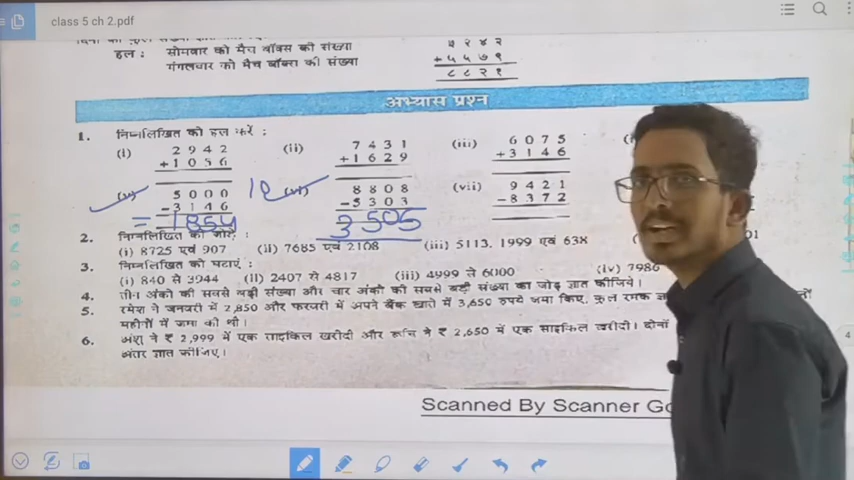 class 5 ch 2.pdf
हल : सोमवार को मैच बॉक्स की संख्या ५२४२
मंगलवार को मैच बॉक्स की संख्या + ५५७९
८८२१
अभ्यास प्रश्न
1. निम्नलिखित को हल करें :
(i) 2942 (ii) 7431 (iii) 6075
+1036 +1629 +3146
5000 10 8808 (vii) 9421
-3146 -5303 -8372
= 1854 3505
2. निम्नलिखित को जोड़ें :
(i) 8725 एवं 907 (ii) 7685 एवं 2108 (iii) 5113, 1999 एवं 638
3. निम्नलिखित को घटाएं :
(i) 840 से 3944 (ii) 2407 से 4817 (iii) 4999 से 6000 (iv) 7986
4. तीन अंकों की सबसे बड़ी संख्या और चार अंकों की सबसे बड़ी संख्या का जोड़ ज्ञात कीजिये।
5. रमेश ने जनवरी में 2,850 और फरवरी में अपने बैंक खाते में 3,650 रुपये जमा किए, कुल रकम
महीनों में जमा की थी।
6. अंशु ने ₹ 2,999 में एक साइकिल खरीदी और रूचि ने ₹ 2,650 में एक साइकिल खरीदी। दोनों
अंतर ज्ञात कीजिए।
Scanned By Scanner Go